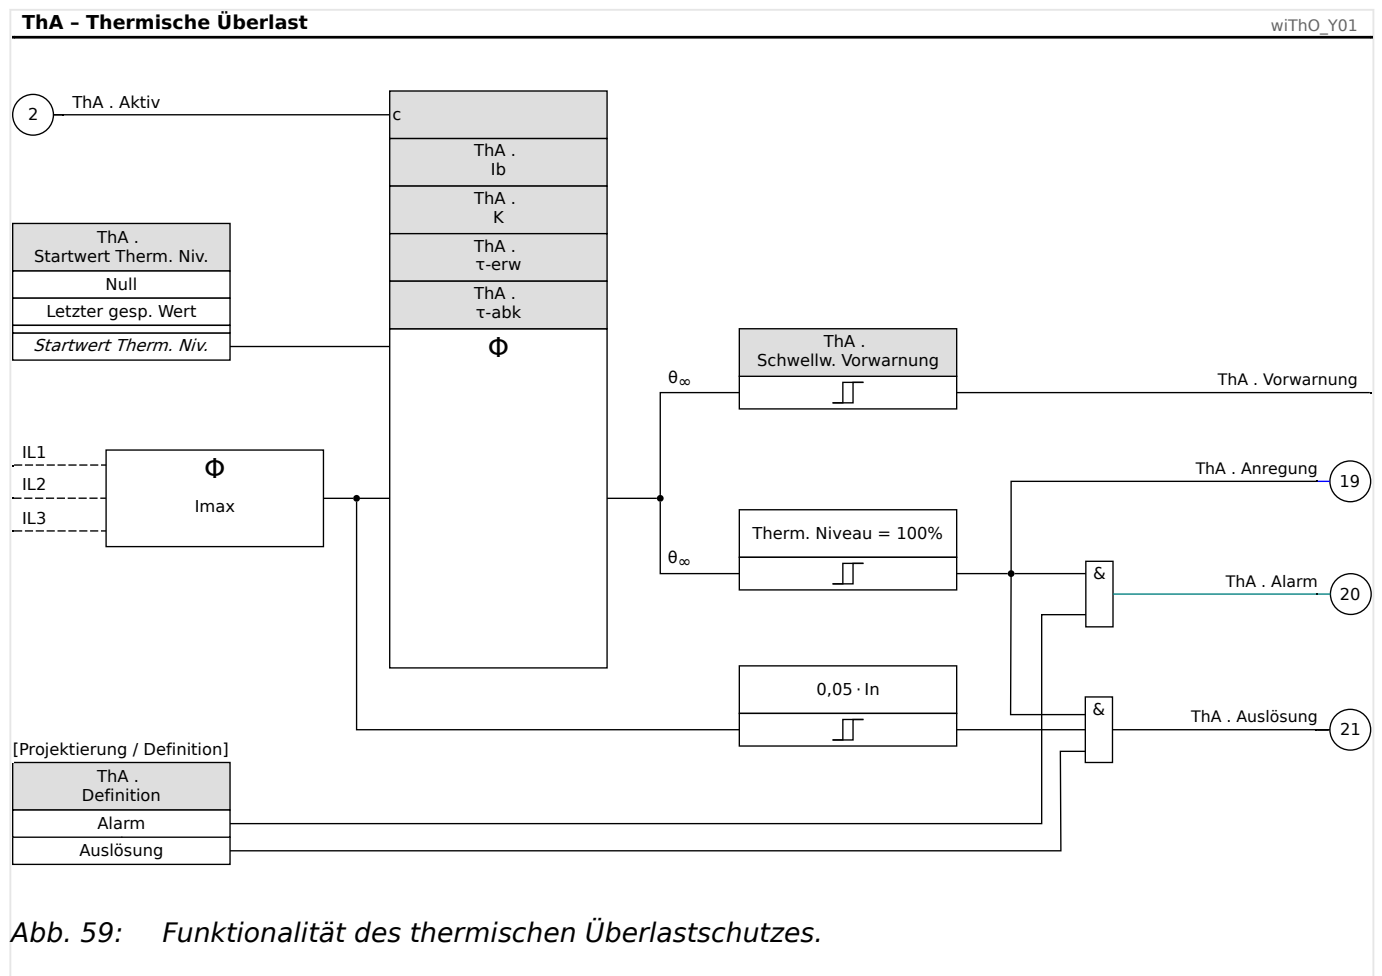 ThA – Thermische Überlast
wiThO_Y01
2
ThA . Aktiv
c
ThA .
Ib
ThA .
K
ThA .
τ-erw
ThA .
τ-abk
Φ
ThA .
Startwert Therm. Niv.
Null
Letzter gesp. Wert
Startwert Therm. Niv.
IL1
IL2
IL3
Φ
Imax
θ∞
ThA .
Schwellw. Vorwarnung
ThA . Vorwarnung
θ∞
Therm. Niveau = 100%
ThA . Anregung
19
&
ThA . Alarm
20
0,05 · In
&
ThA . Auslösung
21
[Projektierung / Definition]
ThA .
Definition
Alarm
Auslösung
Abb. 59: Funktionalität des thermischen Überlastschutzes.